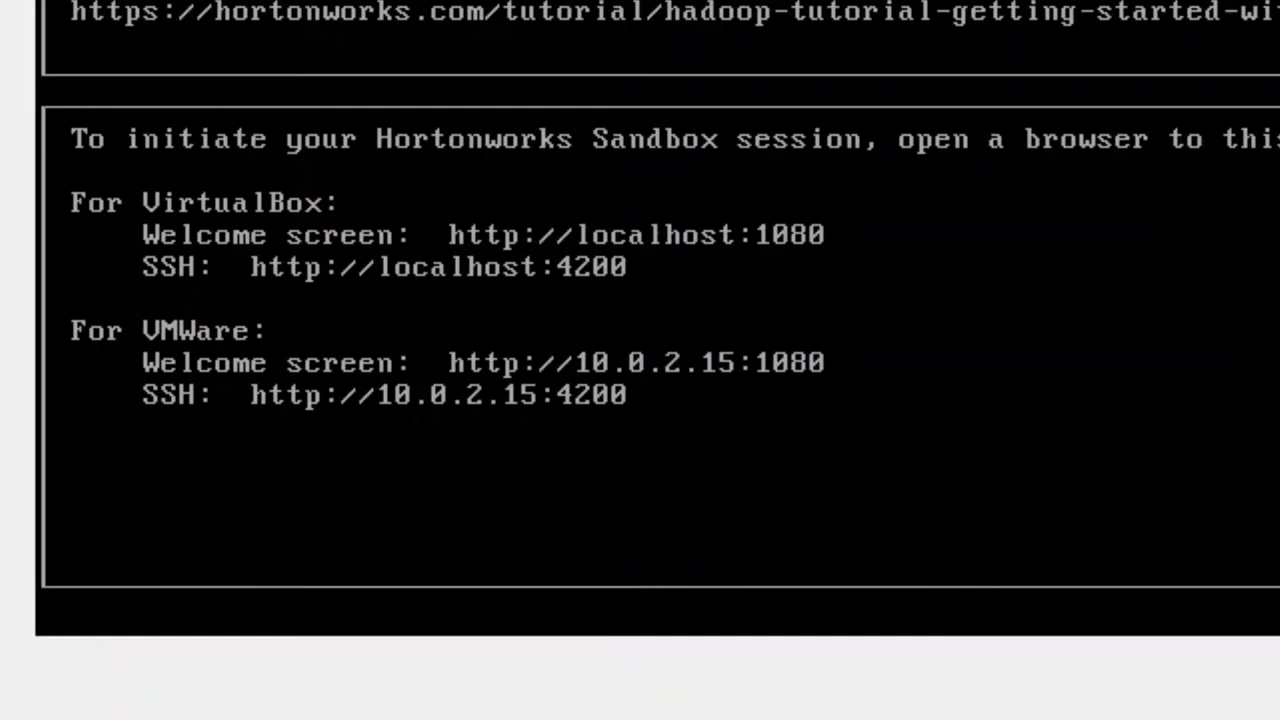 https://hortonworks.com/tutorial/hadoop-tutorial-getting-started-wi
To initiate your Hortonworks Sandbox session, open a browser to this
For VirtualBox:
Welcome screen: http://localhost:1080
SSH: http://localhost:4200
For VMWare:
Welcome screen: http://10.0.2.15:1080
SSH: http://10.0.2.15:4200